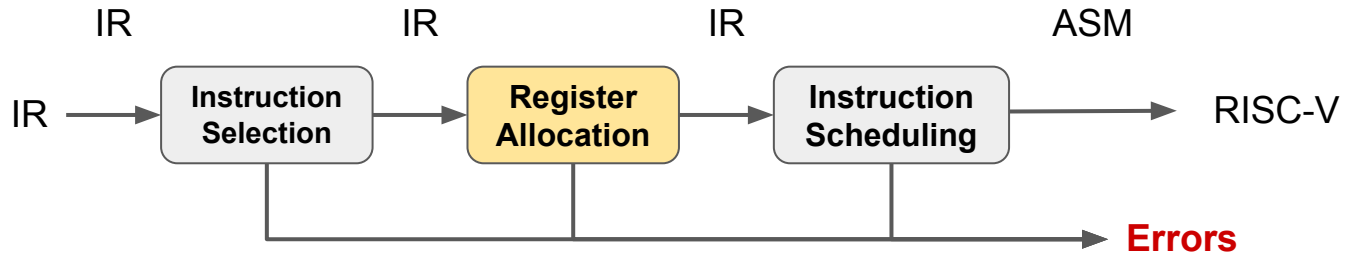 IR IR IR ASM
IR
Instruction
Selection
Register
Allocation
Instruction
Scheduling
RISC-V
Errors